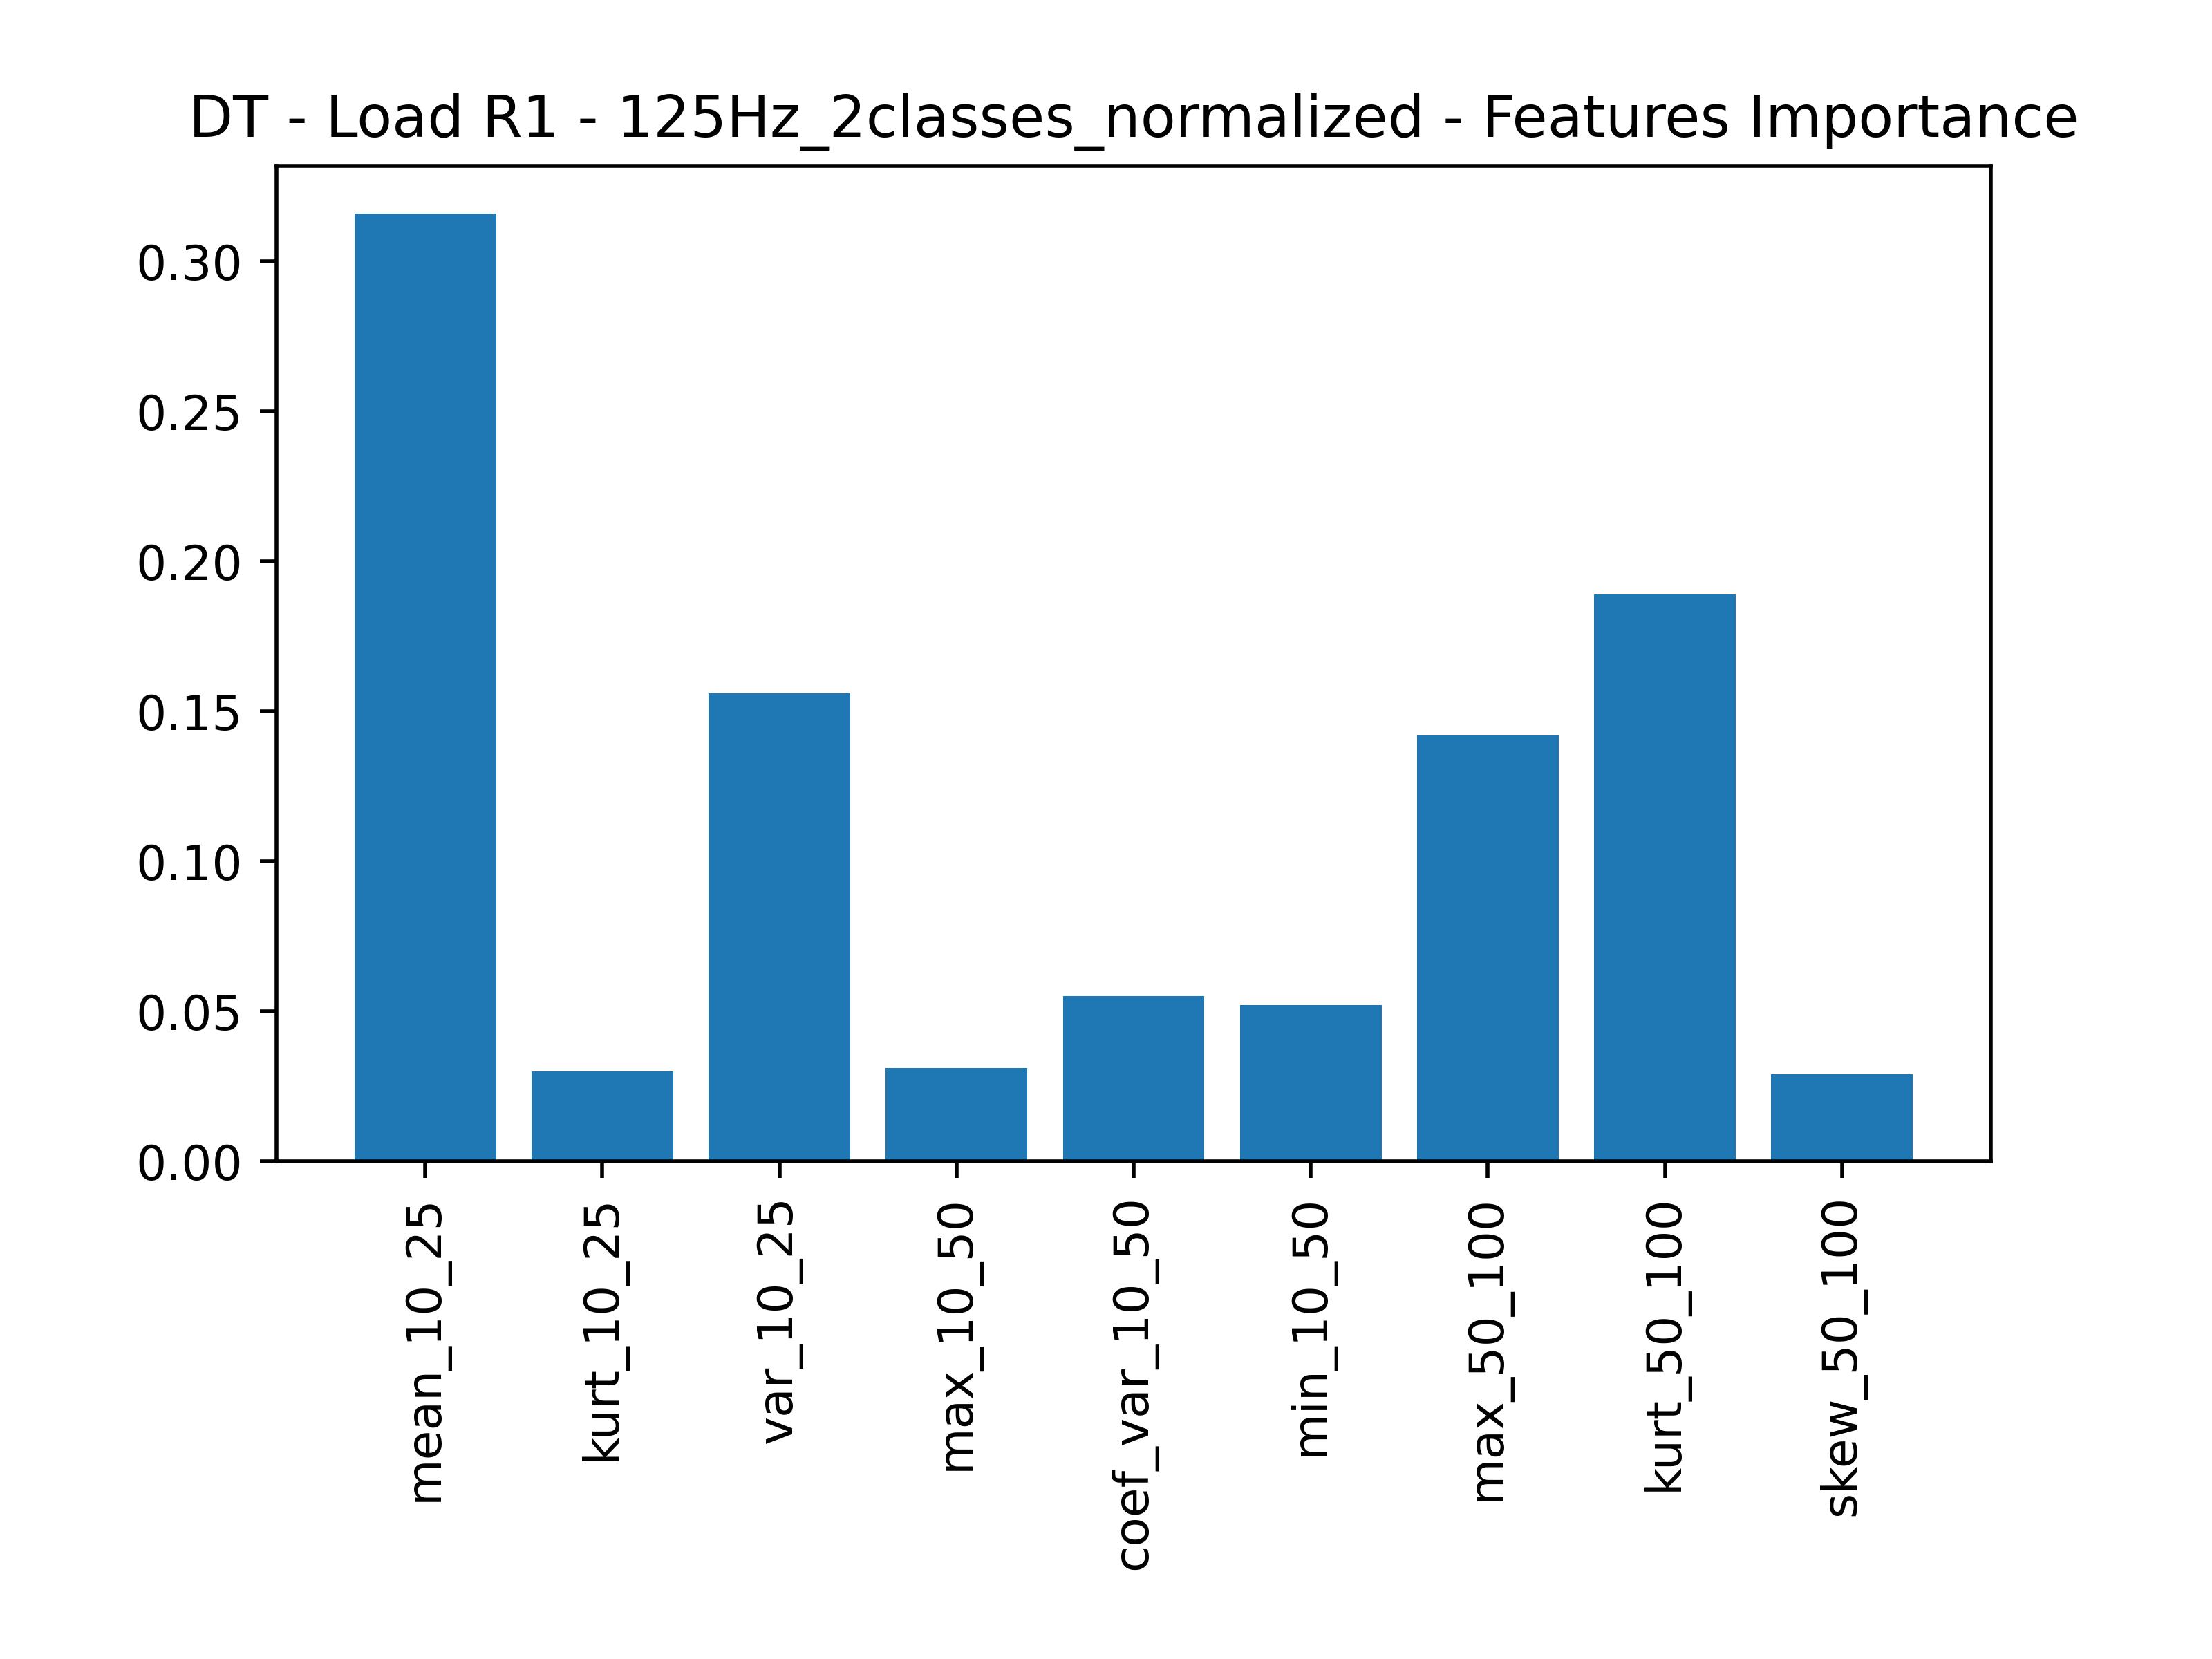 DT - Load R1 - 125Hz_2classes_normalized - Features Importance
0.30
0.25
0.20
0.15
0.10
0.05
0.00
mean_10_25
kurt_10_25
var_10_25
max_10_50
coef_var_10_50
min_10_50
max_50_100
kurt_50_100
skew_50_100